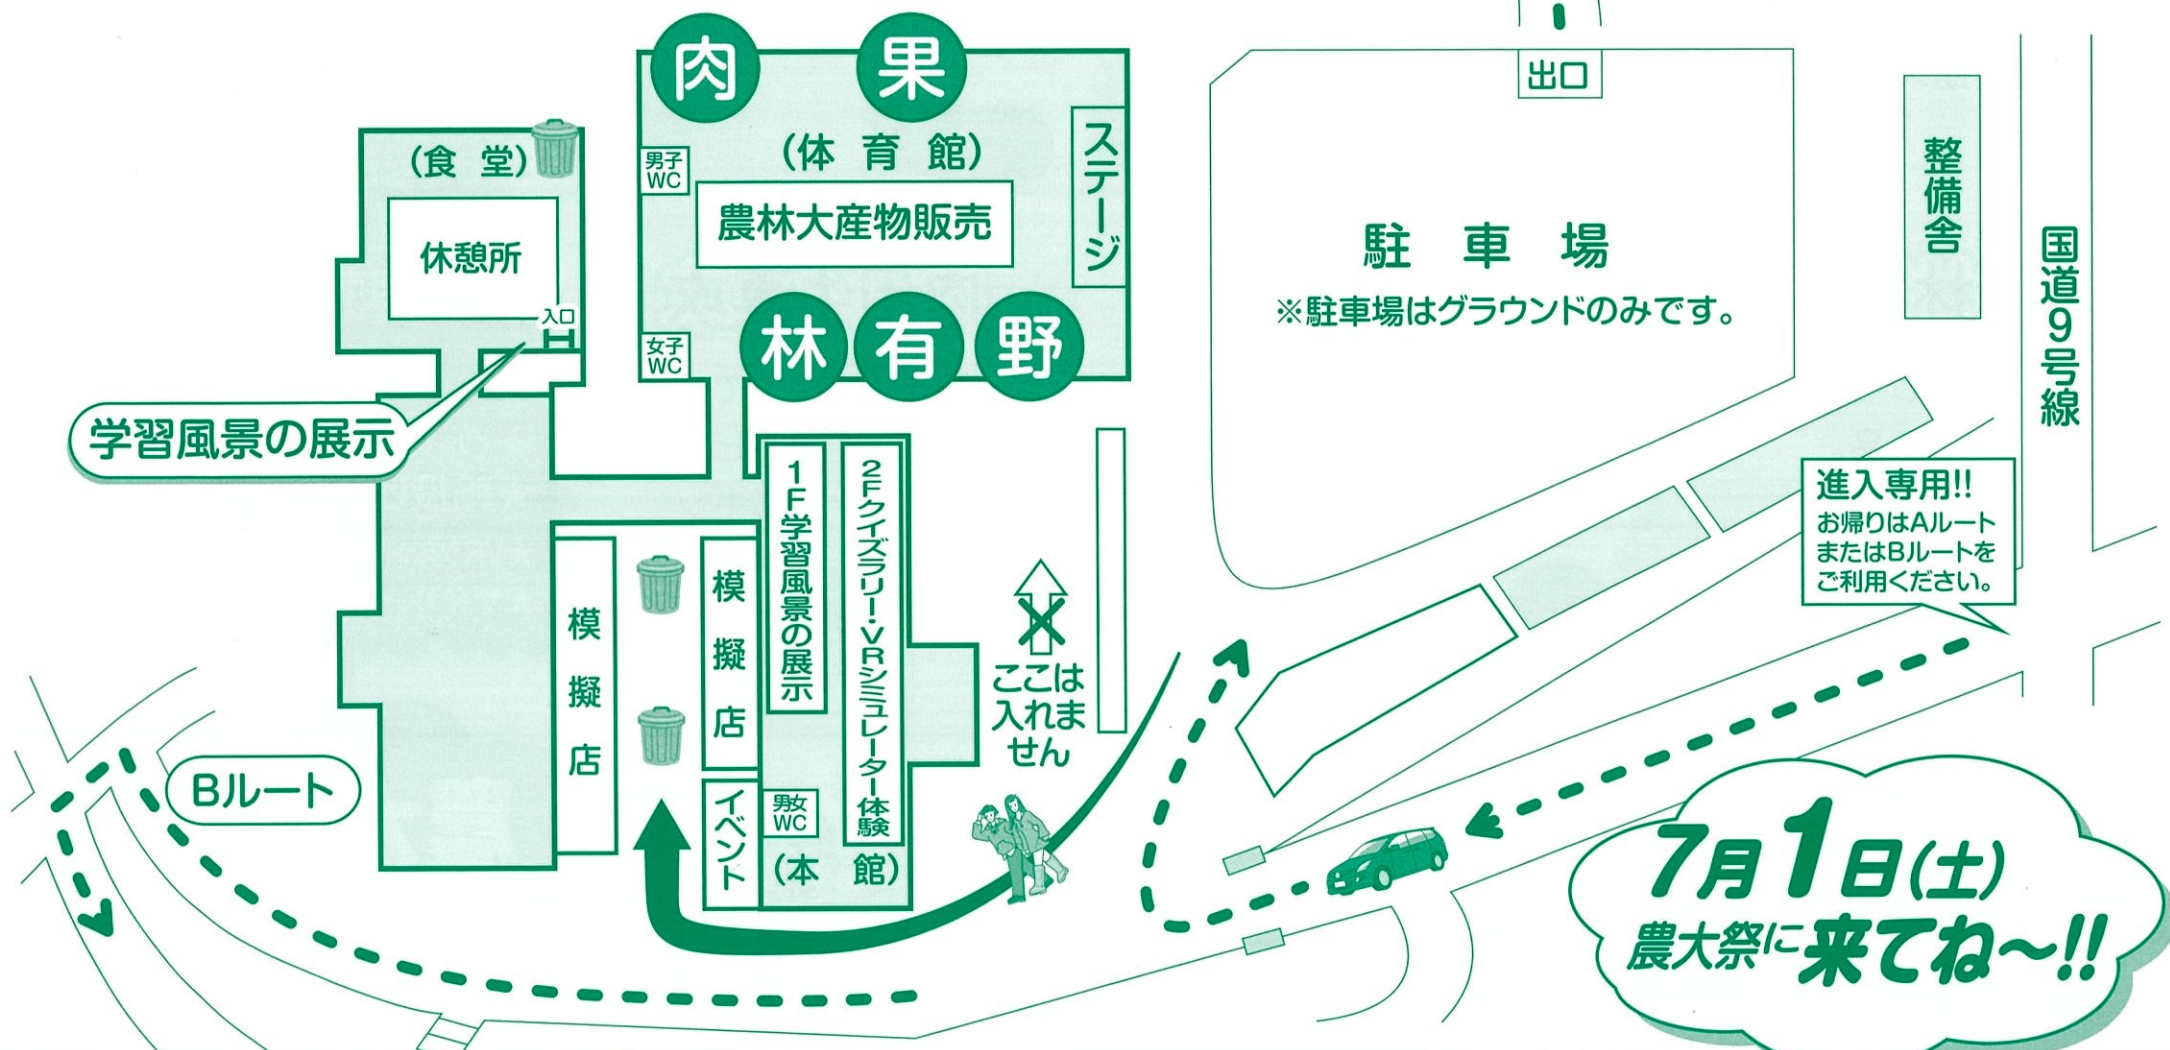 肉
果
出口
(体育館)
ステージ
男子
WC
(食堂)
農林大産物販売
休憩所
入口
女子
WC
林
有
野
整備舎
国道9号線
駐車場
※駐車場はグラウンドのみです。
学習風景の展示
1F学習風景の展示
2Fクイズラリー・VRシミュレーター体験
進入専用!!
お帰りはAルート
またはBルートを
ご利用ください。
模擬店
模擬店
ここは
入れま
せん
Bルート
イベント
男女
WC
(本館)
7月1日(土)
農大祭に来てね〜!!